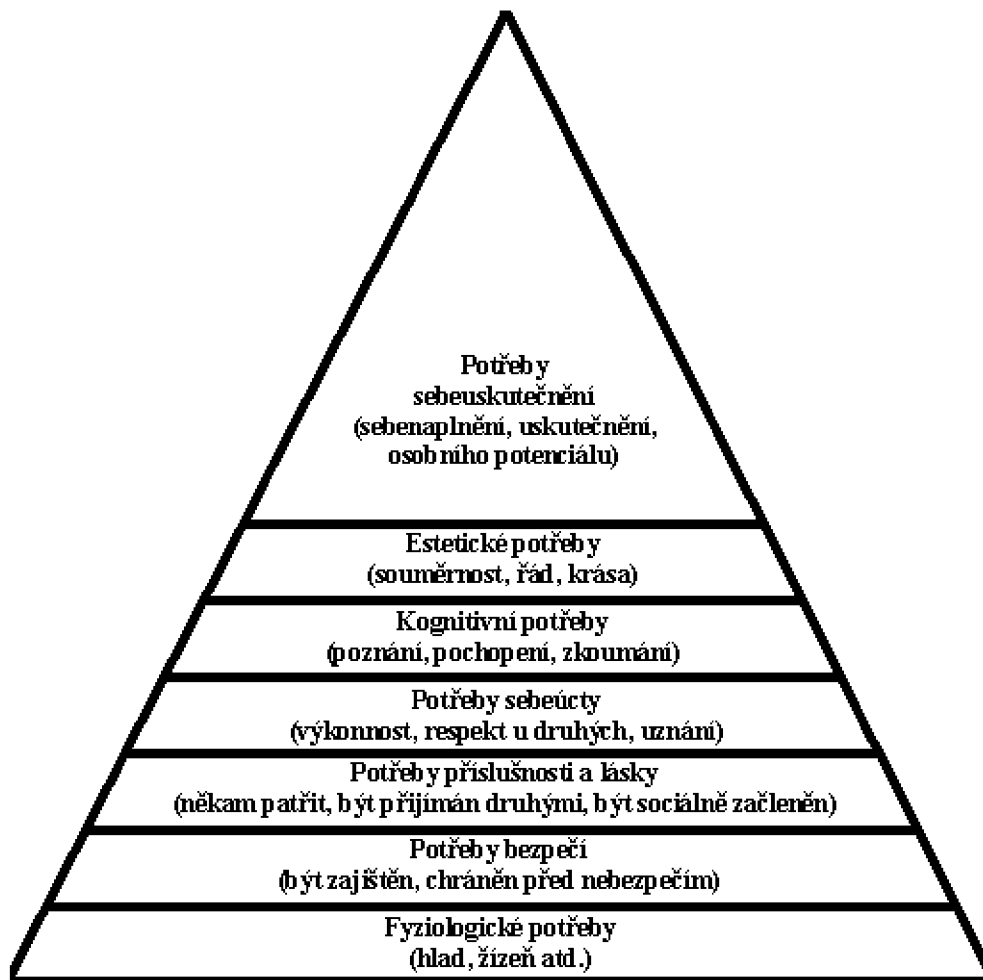 Potřeby
sebeuskutečnění
(sebenaplnění, uskutečnění,
osobního potenciálu)
Estetické potřeby
(souměrnost, řád, krása)
Kognitivní potřeby
(poznání, pochopení, zkoumání)
Potřeby sebeúcty
(výkonnost, respekt u druhých, uznání)
Potřeby příslušnosti a lásky
(někam patřit, být přijímán druhými, být sociálně začleněn)
Potřeby bezpečí
(být zajištěn, chráněn před nebezpečím)
Fyziologické potřeby
(hlad, žízeň atd.)